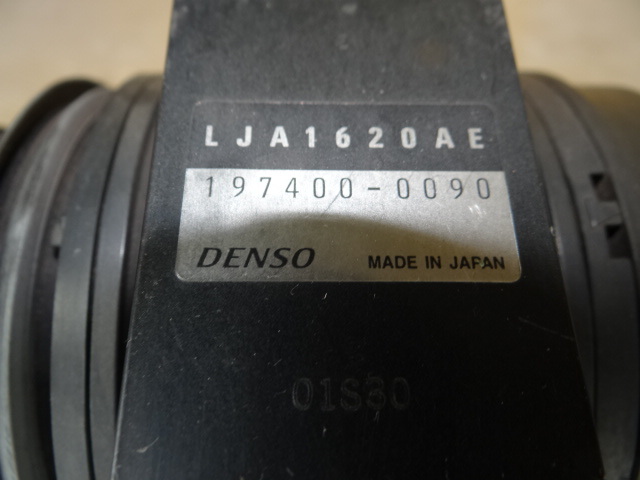 LJA1620AE
197400-0090
DENSO MADE IN JAPAN
01S30